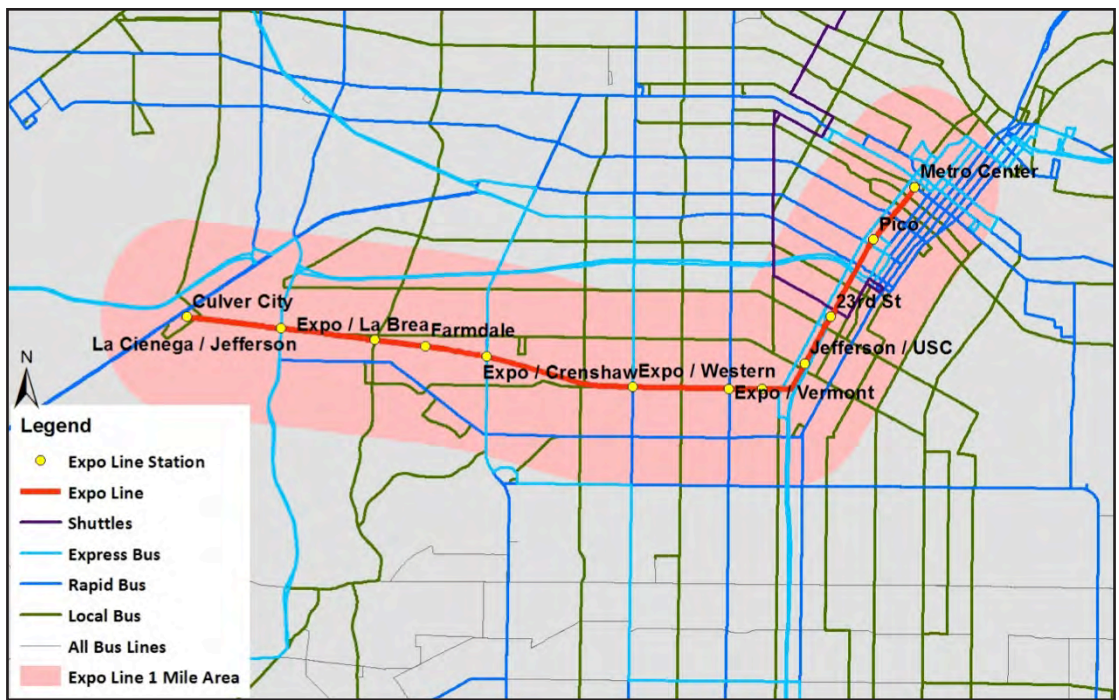 Metro Center
Pico
Culver City
23rd St
Expo / La Brea
Farmdale
La Cienega / Jefferson
Jefferson / USC
Expo / Crenshaw
Expo / Western
Expo / Vermont
N
Legend
Expo Line Station
Expo Line
Shuttles
Express Bus
Rapid Bus
Local Bus
All Bus Lines
Expo Line 1 Mile Area